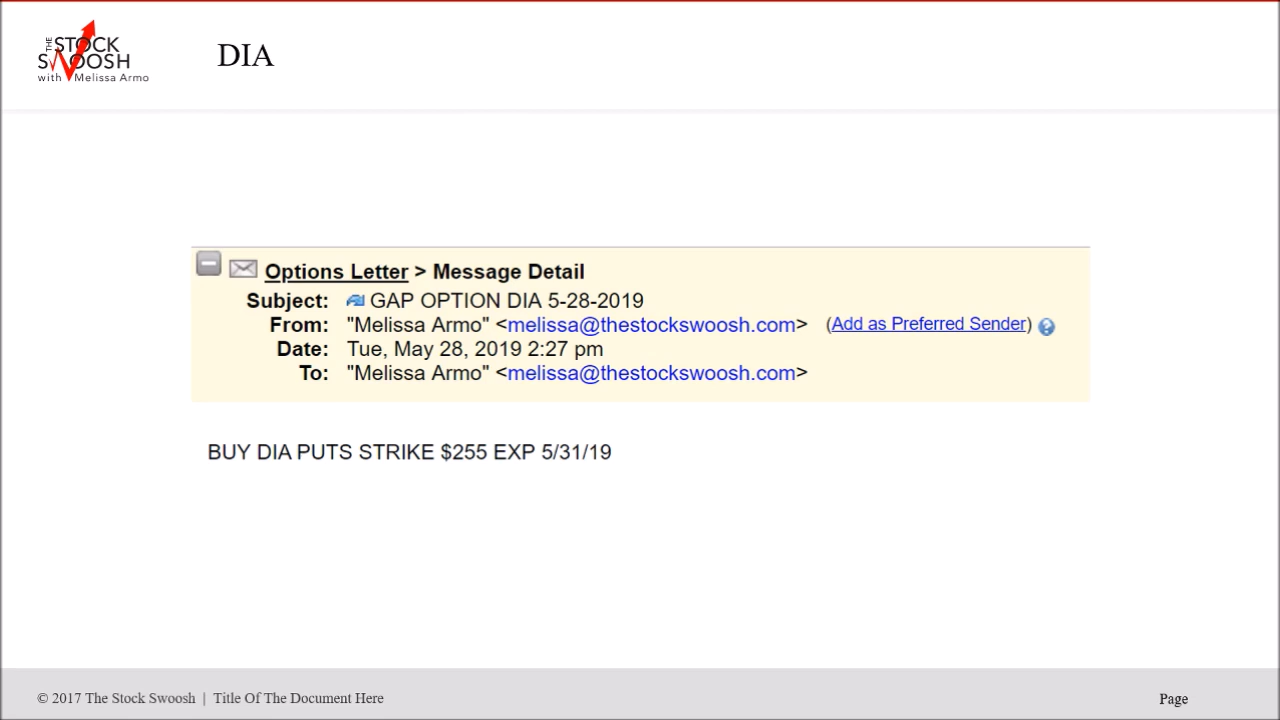 THE STOCK
SWOOSH
with Melissa Armo
DIA
Options Letter > Message Detail
Subject: GAP OPTION DIA 5-28-2019
From: "Melissa Armo" <melissa@thestockswoosh.com> (Add as Preferred Sender)
Date: Tue, May 28, 2019 2:27 pm
To: "Melissa Armo" <melissa@thestockswoosh.com>
BUY DIA PUTS STRIKE $255 EXP 5/31/19
© 2017 The Stock Swoosh | Title Of The Document Here
Page